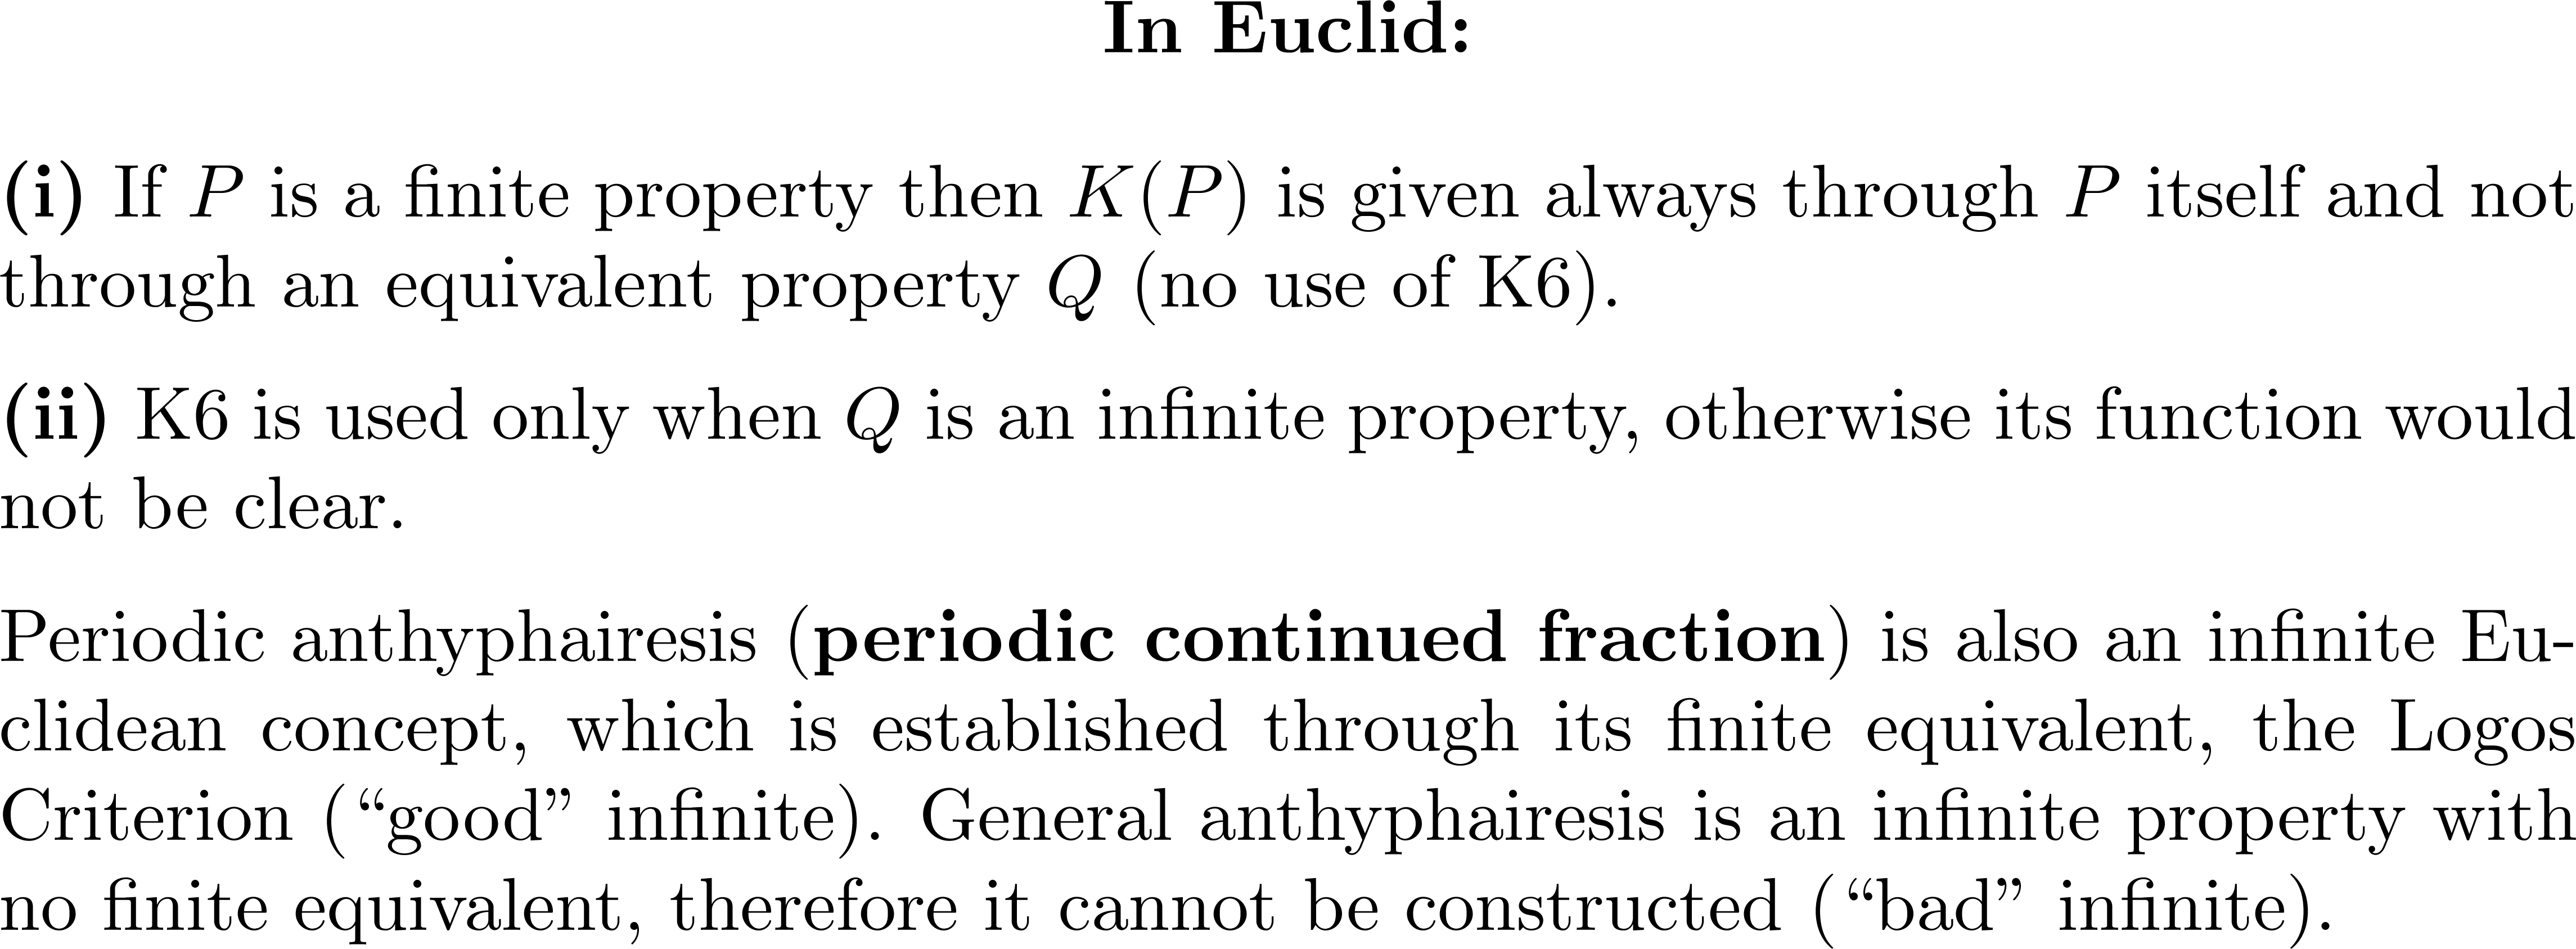 In Euclid:
(i) If P is a finite property then K(P) is given always through P itself and not
through an equivalent property Q (no use of K6).
(ii) K6 is used only when Q is an infinite property, otherwise its function would
not be clear.
Periodic anthyphairesis (periodic continued fraction) is also an infinite Eu-
clidean concept, which is established through its finite equivalent, the Logos
Criterion (“good” infinite). General anthyphairesis is an infinite property with
no finite equivalent, therefore it cannot be constructed (“bad” infinite).